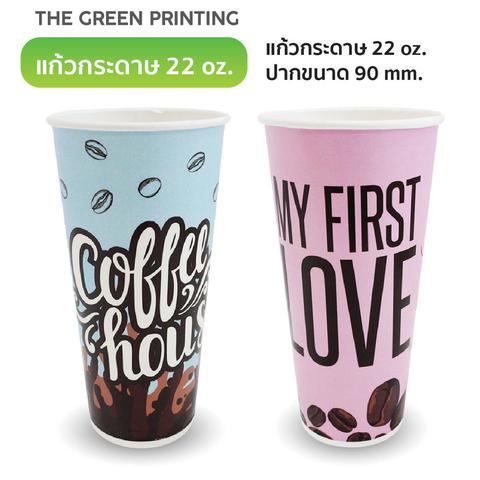 THE GREEN PRINTING
แก้วกระดาษ 22 oz.
แก้วกระดาษ 22 oz.
ปากขนาด 90 mm.
Coffee
hous
MY FIRST
LOVE